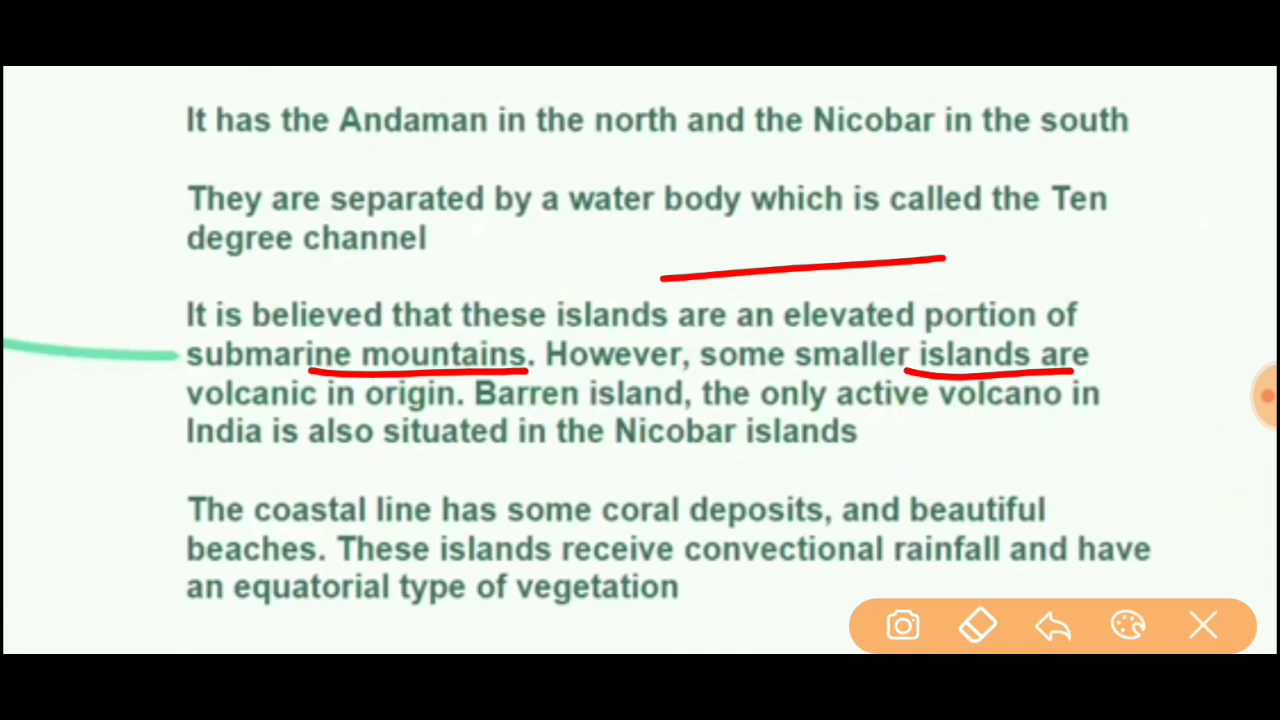 It has the Andaman in the north and the Nicobar in the south
They are separated by a water body which is called the Ten
degree channel
It is believed that these islands are an elevated portion of
submarine mountains. However, some smaller islands are
volcanic in origin. Barren island, the only active volcano in
India is also situated in the Nicobar islands
The coastal line has some coral deposits, and beautiful
beaches. These islands receive convectional rainfall and have
an equatorial type of vegetation